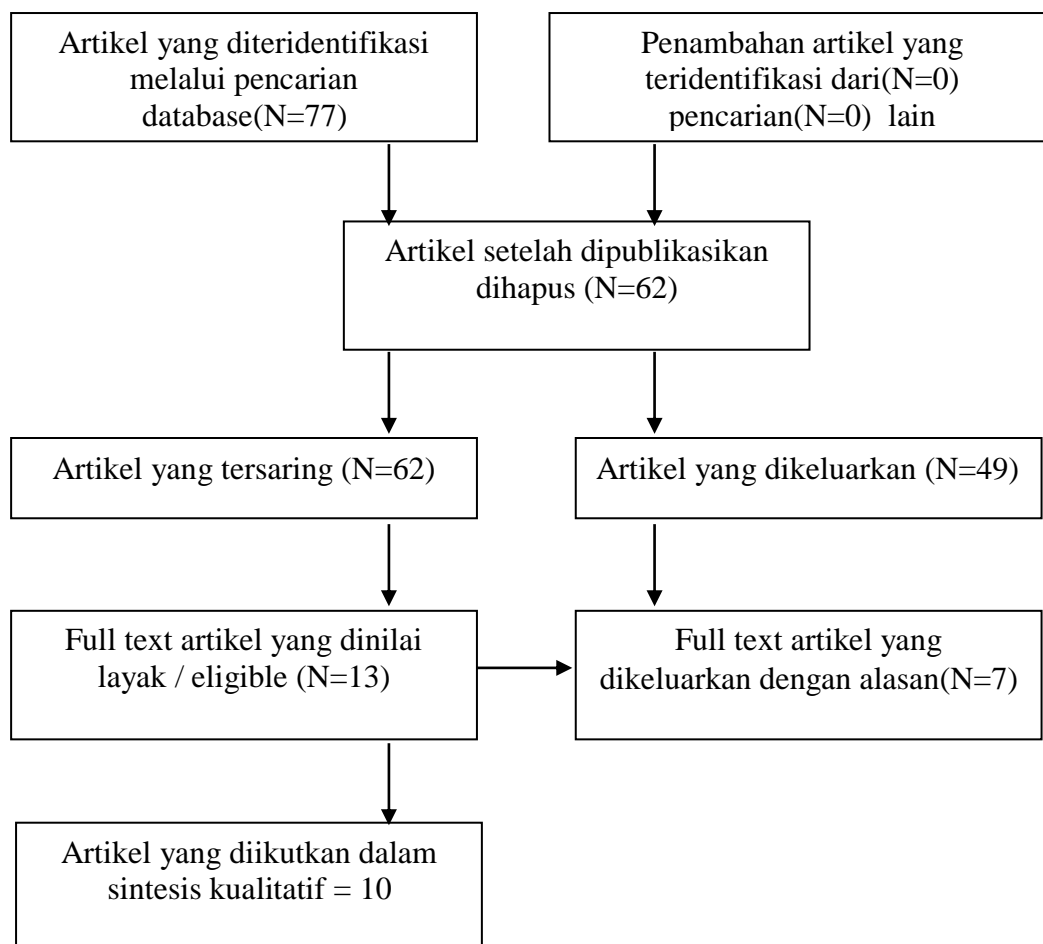 Artikel yang diteridentifikasi
melalui pencarian
database(N=77)
Penambahan artikel yang
teridentifikasi dari(N=0)
pencarian(N=0) lain
Artikel setelah dipublikasikan
dihapus (N=62)
Artikel yang tersaring (N=62)
Artikel yang dikeluarkan (N=49)
Full text artikel yang dinilai
layak / eligible (N=13)
Full text artikel yang
dikeluarkan dengan alasan(N=7)
Artikel yang diikutkan dalam
sintesis kualitatif = 10